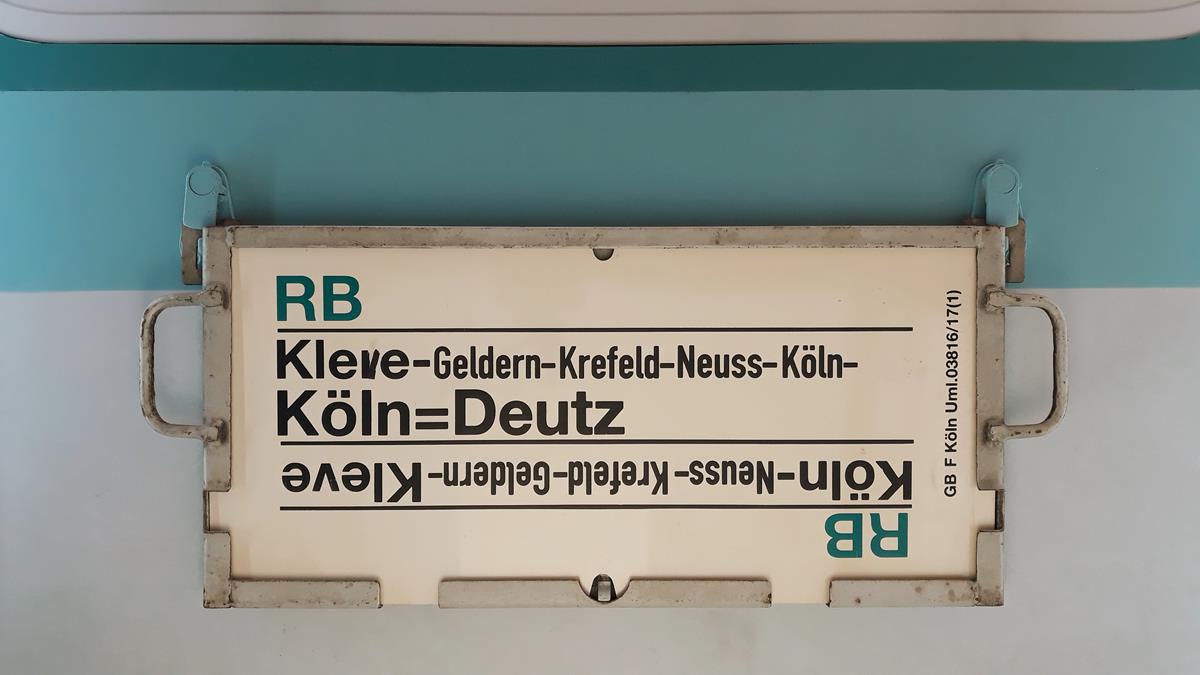 RB
Kleve-Geldern-Krefeld-Neuss-Köln-
Köln=Deutz
Köln-Neuss-Krefeld-Geldern-Kleve
RB
GB F Köln Uml.03816/17(1)